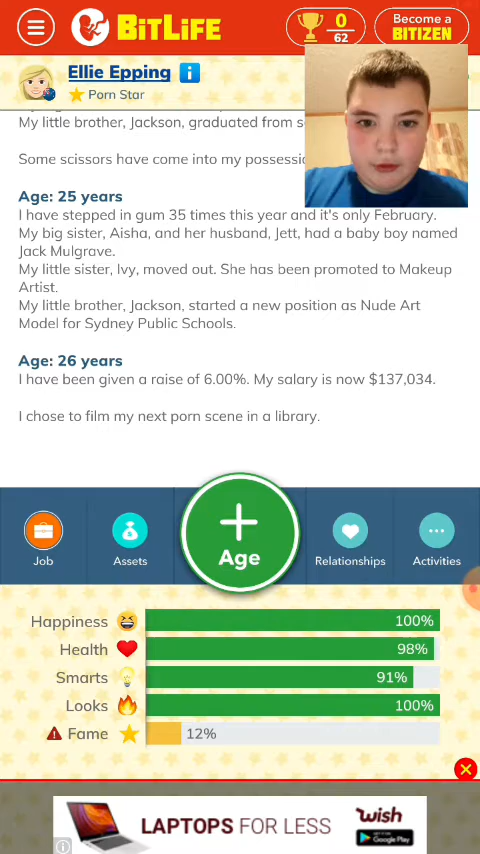 0
62
Become a
BITIZEN
BITLIFE
Ellie Epping
Porn Star
My little brother, Jackson, graduated from
Some scissors have come into my
Age: 25 years
I have stepped in gum 35 times this year and it's only February.
My big sister, Aisha, and her husband, Jett, had a baby boy named
Jack Mulgrave.
My little sister, Ivy, moved out. She has been promoted to Makeup
Artist.
My little brother, Jackson, started a new position as Nude Art
Model for Sydney Public Schools.
Age: 26 years
I have been given a raise of 6.00%. My salary is now $137,034.
I chose to film my next porn scene in a library.
Job
Assets
Age
Relationships
Activities
Happiness 100%
Health 98%
Smarts 91%
Looks 100%
Fame 12%
LAPTOPS FOR LESS
wish
Google Play